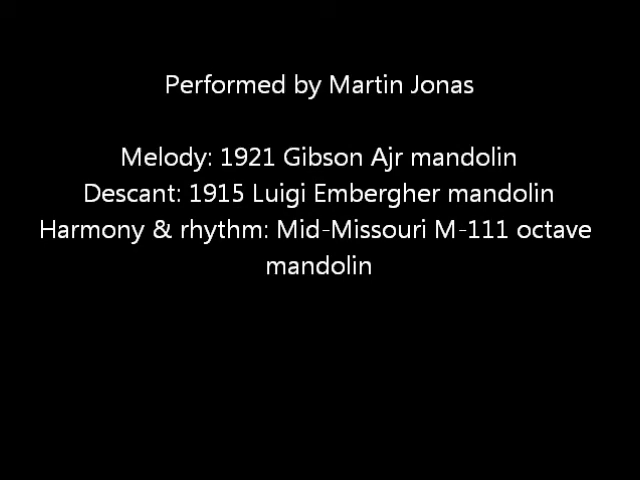 Performed by Martin Jonas
Melody: 1921 Gibson Ajr mandolin
Descant: 1915 Luigi Embergher mandolin
Harmony & rhythm: Mid-Missouri M-111 octave
mandolin